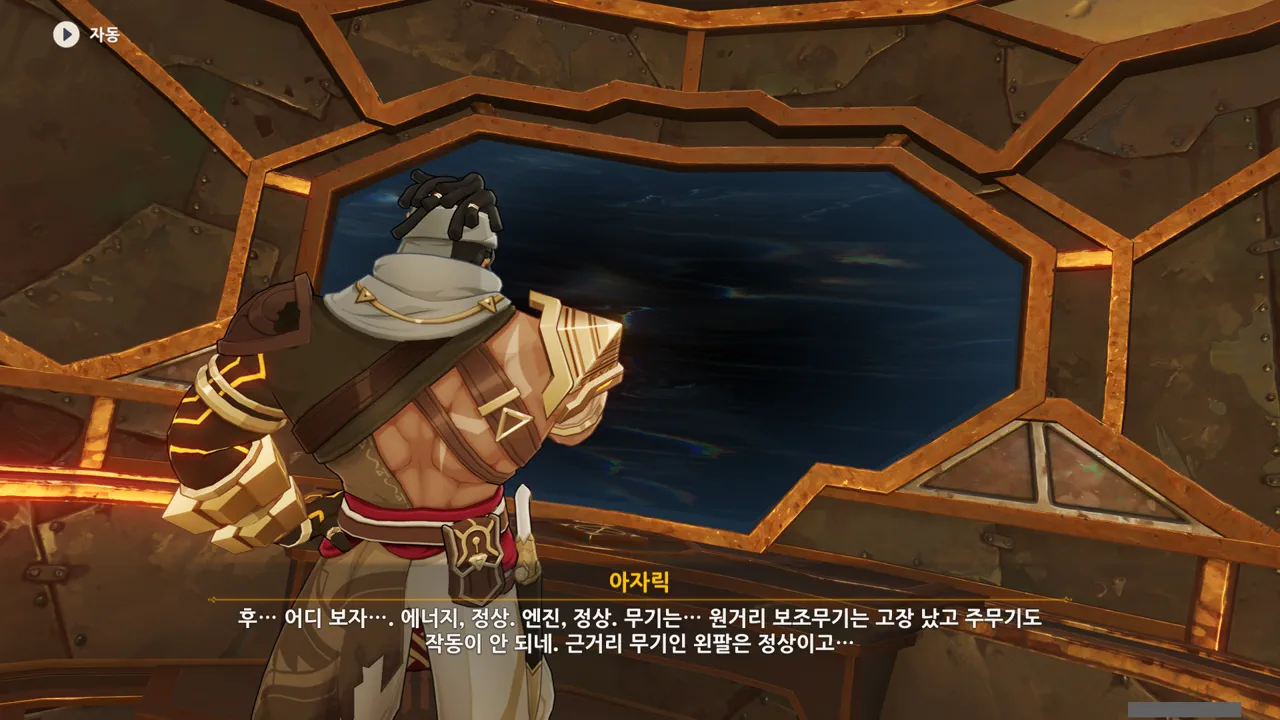 자동
아자릭
후… 어디 보자…. 에너지, 정상. 엔진, 정상. 무기는… 원거리 보조무기는 고장 났고 주무기도
작동이 안 되네. 근거리 무기인 왼팔은 정상이고…